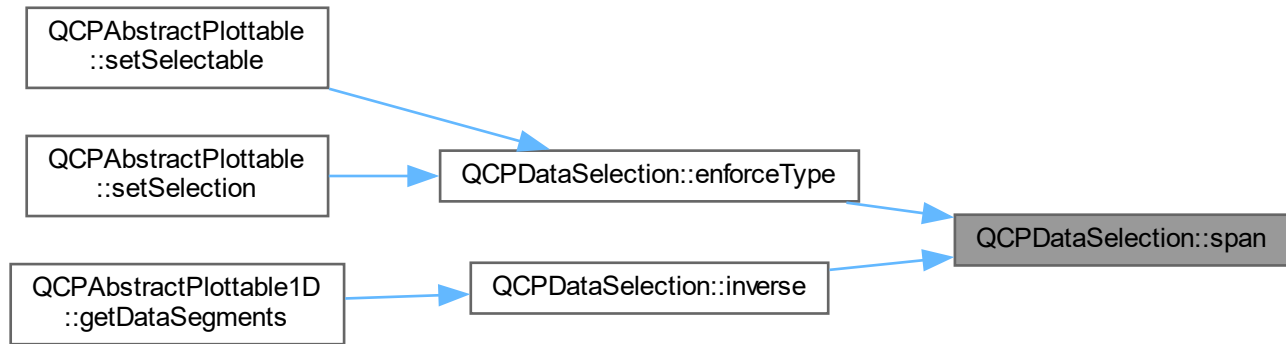 QCPAbstractPlottable
::setSelectable
QCPAbstractPlottable
::setSelection
QCPDataSelection::enforceType
QCPDataSelection::span
QCPAbstractPlottable1D
::getDataSegments
QCPDataSelection::inverse